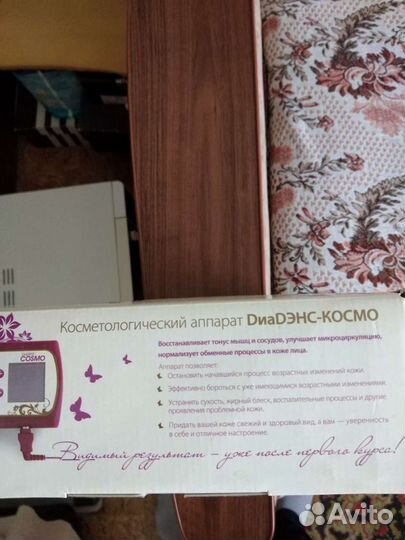 Косметологический аппарат DиаDЭНС-КОСМО
Восстанавливает тонус мышц и сосудов, улучшает микроциркуляцию,
нормализует обменные процессы в коже лица.
Аппарат позволяет:
Остановить начавшийся процесс возрастных изменений кожи.
Эффективно бороться с уже имеющимися возрастными изменениями.
Устранять сухость, жирный блеск, воспалительные процессы и другие
проявления проблемной кожи.
Придать вашей коже свежий и здоровый вид, а вам — уверенность
в себе и отличное настроение.
Видимый результат – уже после первого курса!
COSMO
Avito